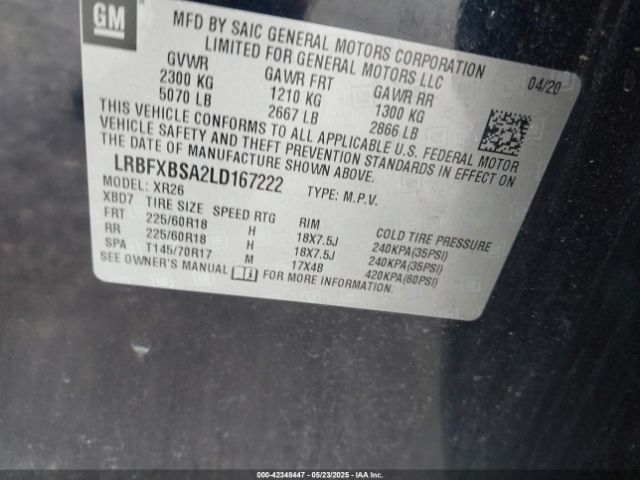 GM
MFD BY SAIC GENERAL MOTORS CORPORATION
LIMITED FOR GENERAL MOTORS LLC
04/20
GVWR GAWR FRT GAWR RR
2300 KG 1210 KG 1300 KG
5070 LB 2667 LB 2866 LB
THIS VEHICLE CONFORMS TO ALL APPLICABLE U.S. FEDERAL MOTOR
VEHICLE SAFETY AND THEFT PREVENTION STANDARDS IN EFFECT ON
THE DATE OF MANUFACTURE SHOWN ABOVE.
LRBFXBSA2LD167222 TYPE: M.P.V.
MODEL: XR26
XBD7 TIRE SIZE SPEED RTG RIM COLD TIRE PRESSURE
FRT 225/60R18 H 18X7.5J 240KPA(35PSI)
RR 225/60R18 H 18X7.5J 240KPA(35PSI)
SPA T145/70R17 M 17X4B 420KPA(60PSI)
SEE OWNER'S MANUAL FOR MORE INFORMATION.
00-42348447 - 05/23/2025 - IAAI.CA